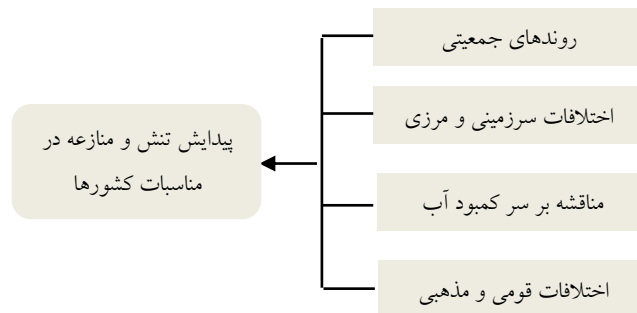 روندهای جمعیتی
اختلافات سرزمینی و مرزی
مناقشه بر سر کمبود آب
اختلافات قومی و مذهبی
پیدایش تنش و منازعه در
مناسبات کشورها